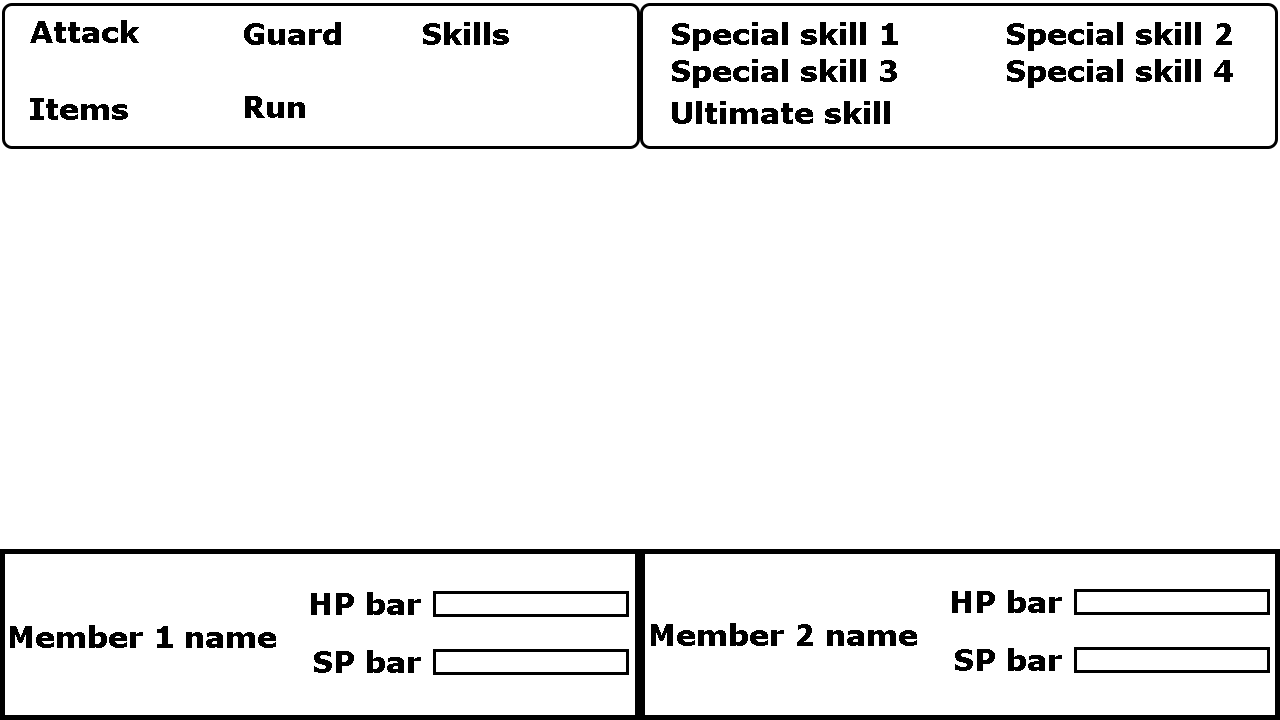 Attack Guard Skills
Items Run
Special skill 1 Special skill 2
Special skill 3 Special skill 4
Ultimate skill
Member 1 name
HP bar
SP bar
Member 2 name
HP bar
SP bar